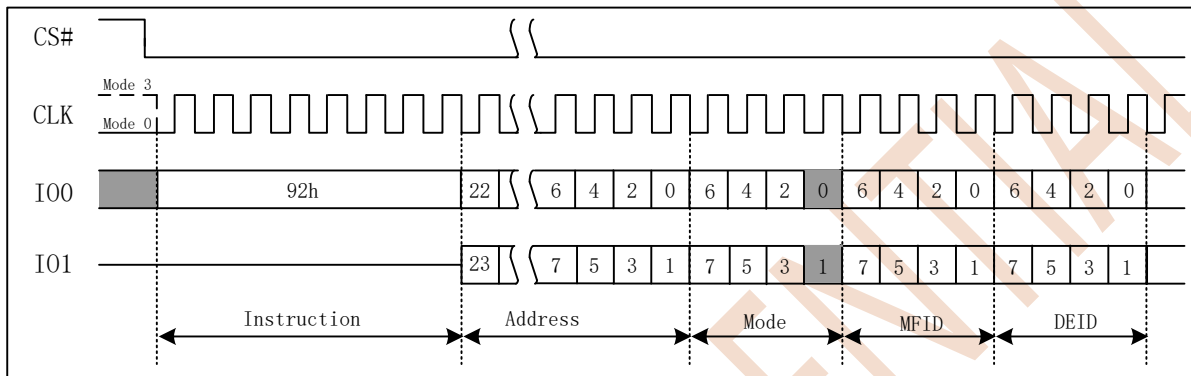 CS#
Mode 3
CLK
Mode 0
IO0 92h 22 6 4 2 0 6 4 2 0 6 4 2 0 6 4 2 0
IO1 23 7 5 3 1 7 5 3 1 7 5 3 1 7 5 3 1
Instruction Address Mode MFID DEID
ENTIAL